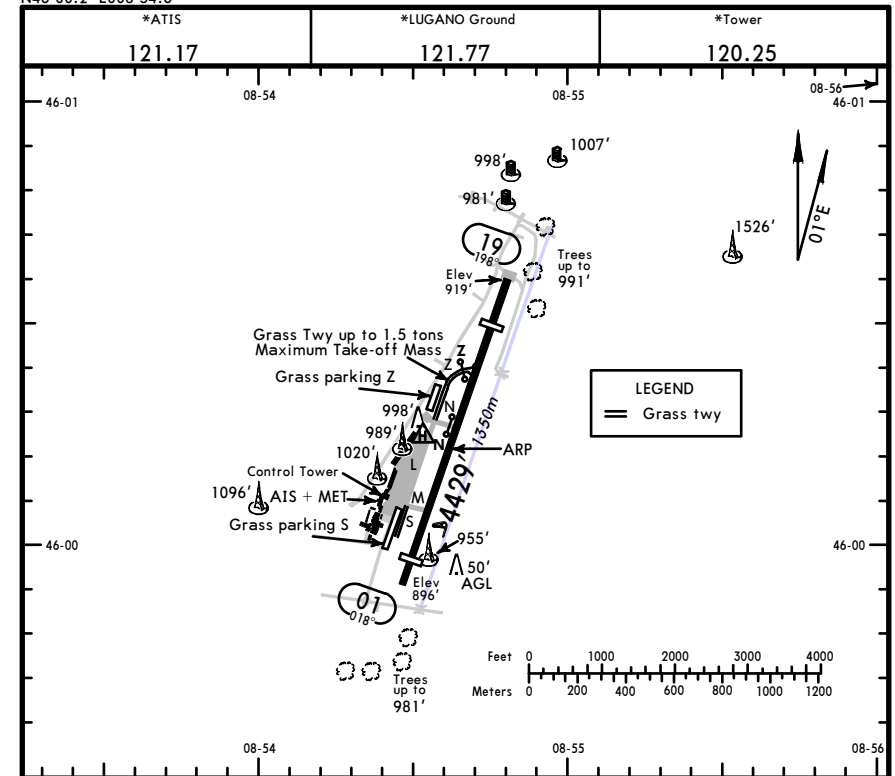 *ATIS
121.17
*LUGANO Ground
121.77
*Tower
120.25
08-54
08-55
08-56
46-01
46-01
1007'
998'
981'
1526'
01°E
19
198°
Trees
up to
991'
Elev
919'
Grass Twy up to 1.5 tons
Maximum Take-off Mass
Z
Z
Grass parking Z
LEGEND
Grass twy
998'
N
H
989'
N
1350m
ARP
1020'
L
Control Tower
4429'
1096'
AIS + MET
M
S
Grass parking S
955'
46-00
46-00
50'
AGL
Elev
896'
01
018°
Feet 0 1000 2000 3000 4000
Meters 0 200 400 600 800 1000 1200
Trees
up to
981'
08-54
08-55
08-56